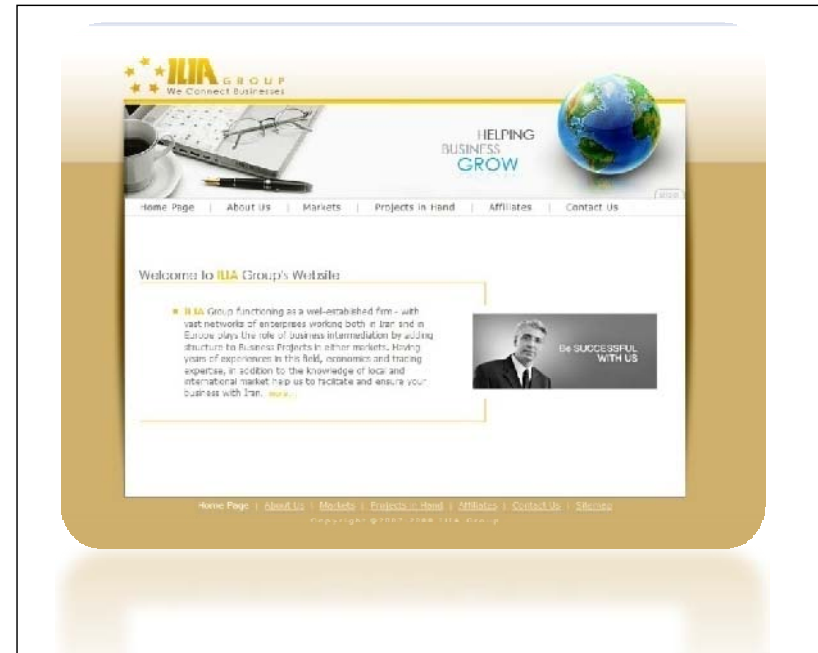 ILIA GROUP
We Connect Businesses
HELPING
BUSINESS
GROW
Home Page | About Us | Markets | Projects in Hand | Affiliates | Contact Us
Welcome to ILIA Group's Website
ILIA Group functioning as a well-established firm - with
vast networks of enterprises working both in Iran and in
Europe plays the role of business intermediation by adding
structure to Business Projects in either markets. Having
years of experiences in this field, economics and trading
expertise, in addition to the knowledge of local and
international market help us to facilitate and ensure your
business with Iran. more...
Be SUCCESSFUL
WITH US
Home Page | About Us | Markets | Projects in Hand | Affiliates | Contact Us | Sitemap
Copyright ILIA Group